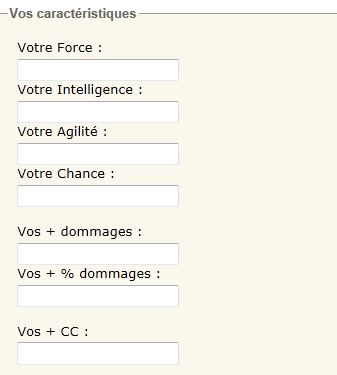 Vos caractéristiques
Votre Force :
Votre Intelligence :
Votre Agilité :
Votre Chance :
Vos + dommages :
Vos + % dommages :
Vos + CC :